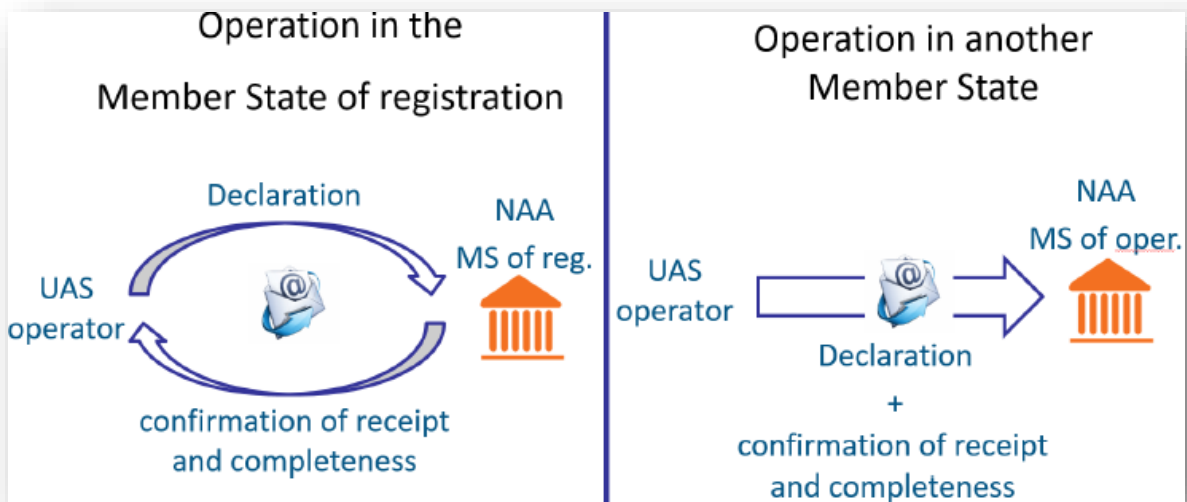 Operation in the
Member State of registration
Declaration
NAA
MS of reg.
UAS
operator
@
confirmation of receipt
and completeness
Operation in another
Member State
NAA
MS of oper.
UAS
operator
@
Declaration
+
confirmation of receipt
and completeness